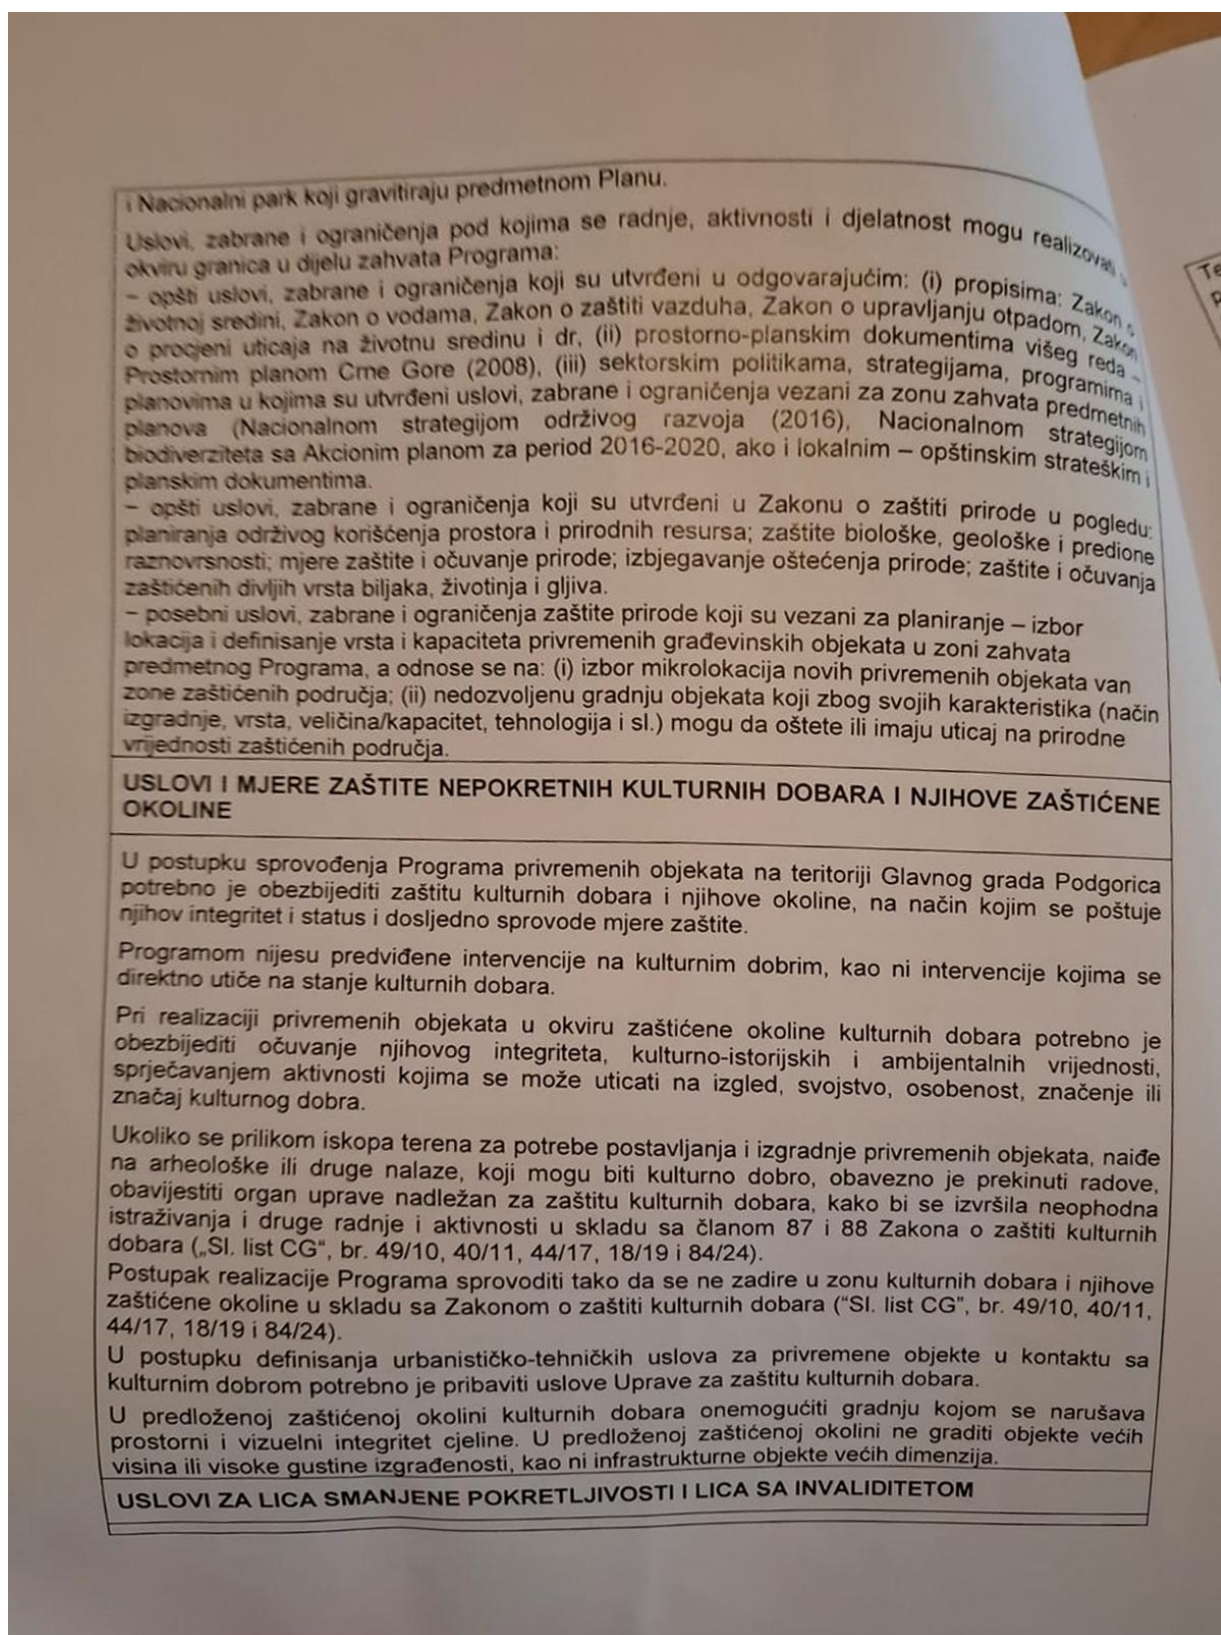 i Nacionalni park koji gravitiraju predmetnom Planu.
Uslovi, zabrane i ograničenja pod kojima se radnje, aktivnosti i djelatnost mogu realizovati u
okviru granica u dijelu zahvata Programa:
– opšti uslovi, zabrane i ograničenja koji su utvrđeni u odgovarajućim: (i) propisima: Zakon o
životnoj sredini, Zakon o vodama, Zakon o zaštiti vazduha, Zakon o upravljanju otpadom, Zakon
o procjeni uticaja na životnu sredinu i dr, (ii) prostorno-planskim dokumentima višeg reda –
Prostornim planom Crne Gore (2008), (iii) sektorskim politikama, strategijama, programima i
planovima u kojima su utvrđeni uslovi, zabrane i ograničenja vezani za zonu zahvata predmetnih
planova (Nacionalnom strategijom održivog razvoja (2016), Nacionalnom strategijom
biodiverziteta sa Akcionim planom za period 2016-2020, ako i lokalnim – opštinskim strateškim i
planskim dokumentima.
– opšti uslovi, zabrane i ograničenja koji su utvrđeni u Zakonu o zaštiti prirode u pogledu:
planiranja održivog korišćenja prostora i prirodnih resursa; zaštite biološke, geološke i predione
raznovrsnosti; mjere zaštite i očuvanje prirode; izbjegavanje oštećenja prirode; zaštite i očuvanja
zaštićenih divljih vrsta biljaka, životinja i gljiva.
– posebni uslovi, zabrane i ograničenja zaštite prirode koji su vezani za planiranje – izbor
lokacija i definisanje vrsta i kapaciteta privremenih građevinskih objekata u zoni zahvata
predmetnog Programa, a odnose se na: (i) izbor mikrolokacija novih privremenih objekata van
zone zaštićenih područja; (ii) nedozvoljenu gradnju objekata koji zbog svojih karakteristika (način
izgradnje, vrsta, veličina/kapacitet, tehnologija i sl.) mogu da oštete ili imaju uticaj na prirodne
vrijednosti zaštićenih područja.
USLOVI I MJERE ZAŠTITE NEPOKRETNIH KULTURNIH DOBARA I NJIHOVE ZAŠTIĆENE
OKOLINE
U postupku sprovođenja Programa privremenih objekata na teritoriji Glavnog grada Podgorica
potrebno je obezbijediti zaštitu kulturnih dobara i njihove okoline, na način kojim se poštuje
njihov integritet i status i dosljedno sprovode mjere zaštite.
Programom nijesu predviđene intervencije na kulturnim dobrim, kao ni intervencije kojima se
direktno utiče na stanje kulturnih dobara.
Pri realizaciji privremenih objekata u okviru zaštićene okoline kulturnih dobara potrebno je
obezbijediti očuvanje njihovog integriteta, kulturno-istorijskih i ambijentalnih vrijednosti,
sprječavanjem aktivnosti kojima se može uticati na izgled, svojstvo, osobenost, značenje ili
značaj kulturnog dobra.
Ukoliko se prilikom iskopa terena za potrebe postavljanja i izgradnje privremenih objekata, naiđe
na arheološke ili druge nalaze, koji mogu biti kulturno dobro, obavezno je prekinuti radove,
obavijestiti organ uprave nadležan za zaštitu kulturnih dobara, kako bi se izvršila neophodna
istraživanja i druge radnje i aktivnosti u skladu sa članom 87 i 88 Zakona o zaštiti kulturnih
dobara („Sl. list CG“, br. 49/10, 40/11, 44/17, 18/19 i 84/24).
Postupak realizacije Programa sprovoditi tako da se ne zadire u zonu kulturnih dobara i njihove
zaštićene okoline u skladu sa Zakonom o zaštiti kulturnih dobara (“Sl. list CG”, br. 49/10, 40/11,
44/17, 18/19 i 84/24).
U postupku definisanja urbanističko-tehničkih uslova za privremene objekte u kontaktu sa
kulturnim dobrom potrebno je pribaviti uslove Uprave za zaštitu kulturnih dobara.
U predloženoj zaštićenoj okolini kulturnih dobara onemogućiti gradnju kojom se narušava
prostorni i vizuelni integritet cjeline. U predloženoj zaštićenoj okolini ne graditi objekte većih
visina ili visoke gustine izgrađenosti, kao ni infrastrukturne objekte većih dimenzija.
USLOVI ZA LICA SMANJENE POKRETLJIVOSTI I LICA SA INVALIDITETOM